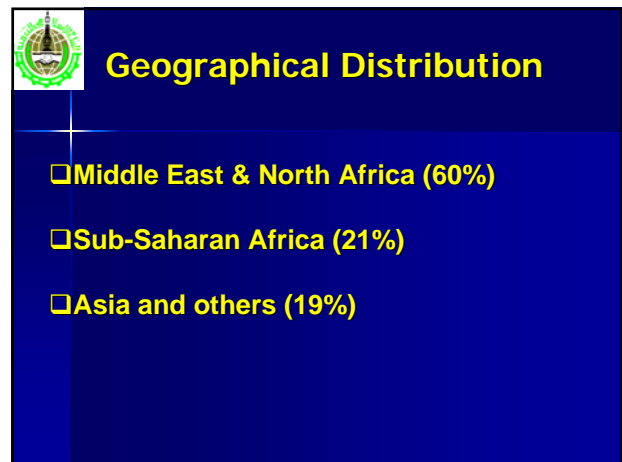 Geographical Distribution
❑Middle East & North Africa (60%)
❑Sub-Saharan Africa (21%)
❑Asia and others (19%)